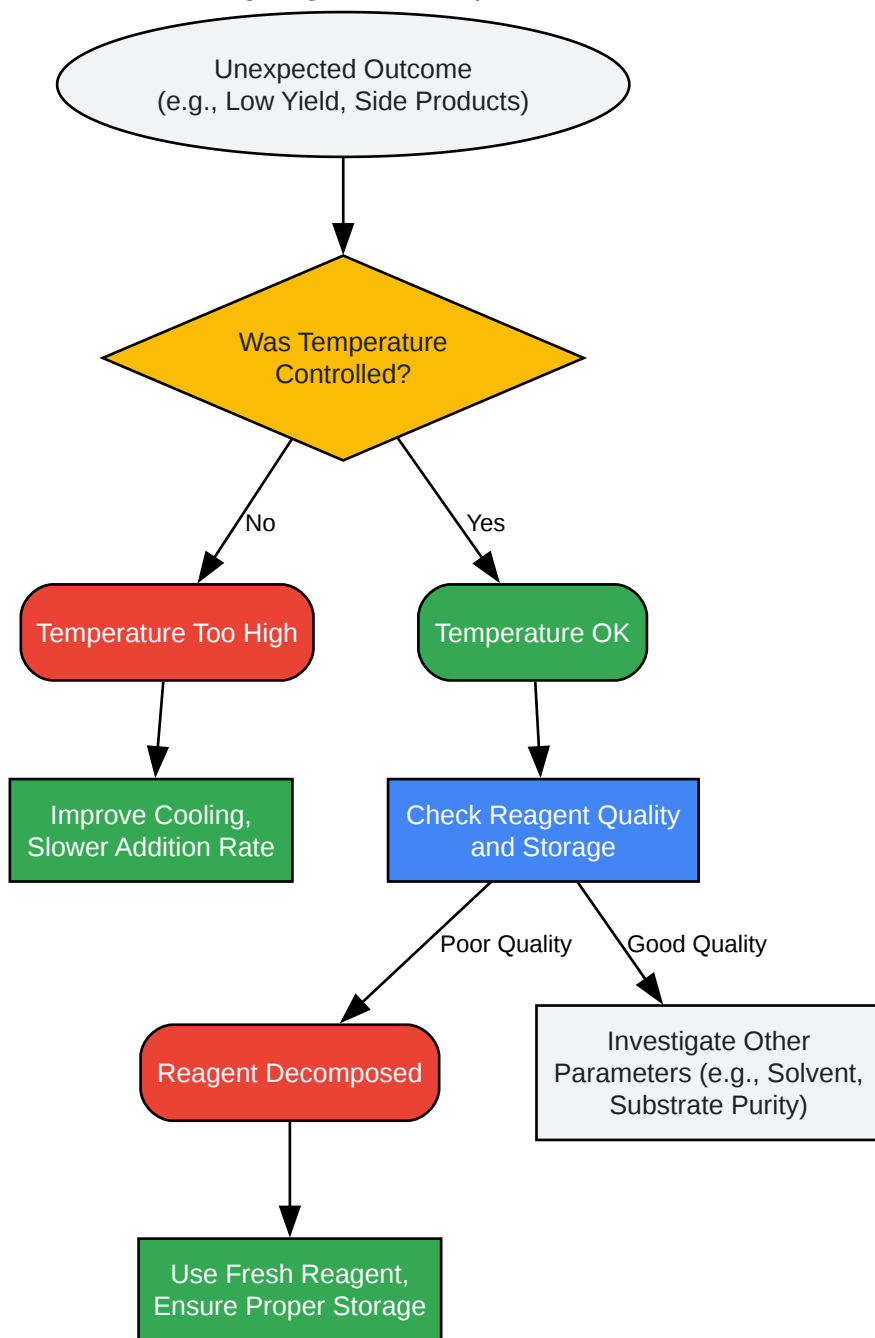 Unexpected Outcome
(e.g., Low Yield, Side Products)
Was Temperature
Controlled?
No
Yes
Temperature Too High
Temperature OK
Improve Cooling,
Slower Addition Rate
Check Reagent Quality
and Storage
Poor Quality
Good Quality
Reagent Decomposed
Investigate Other
Parameters (e.g., Solvent,
Substrate Purity)
Use Fresh Reagent,
Ensure Proper Storage